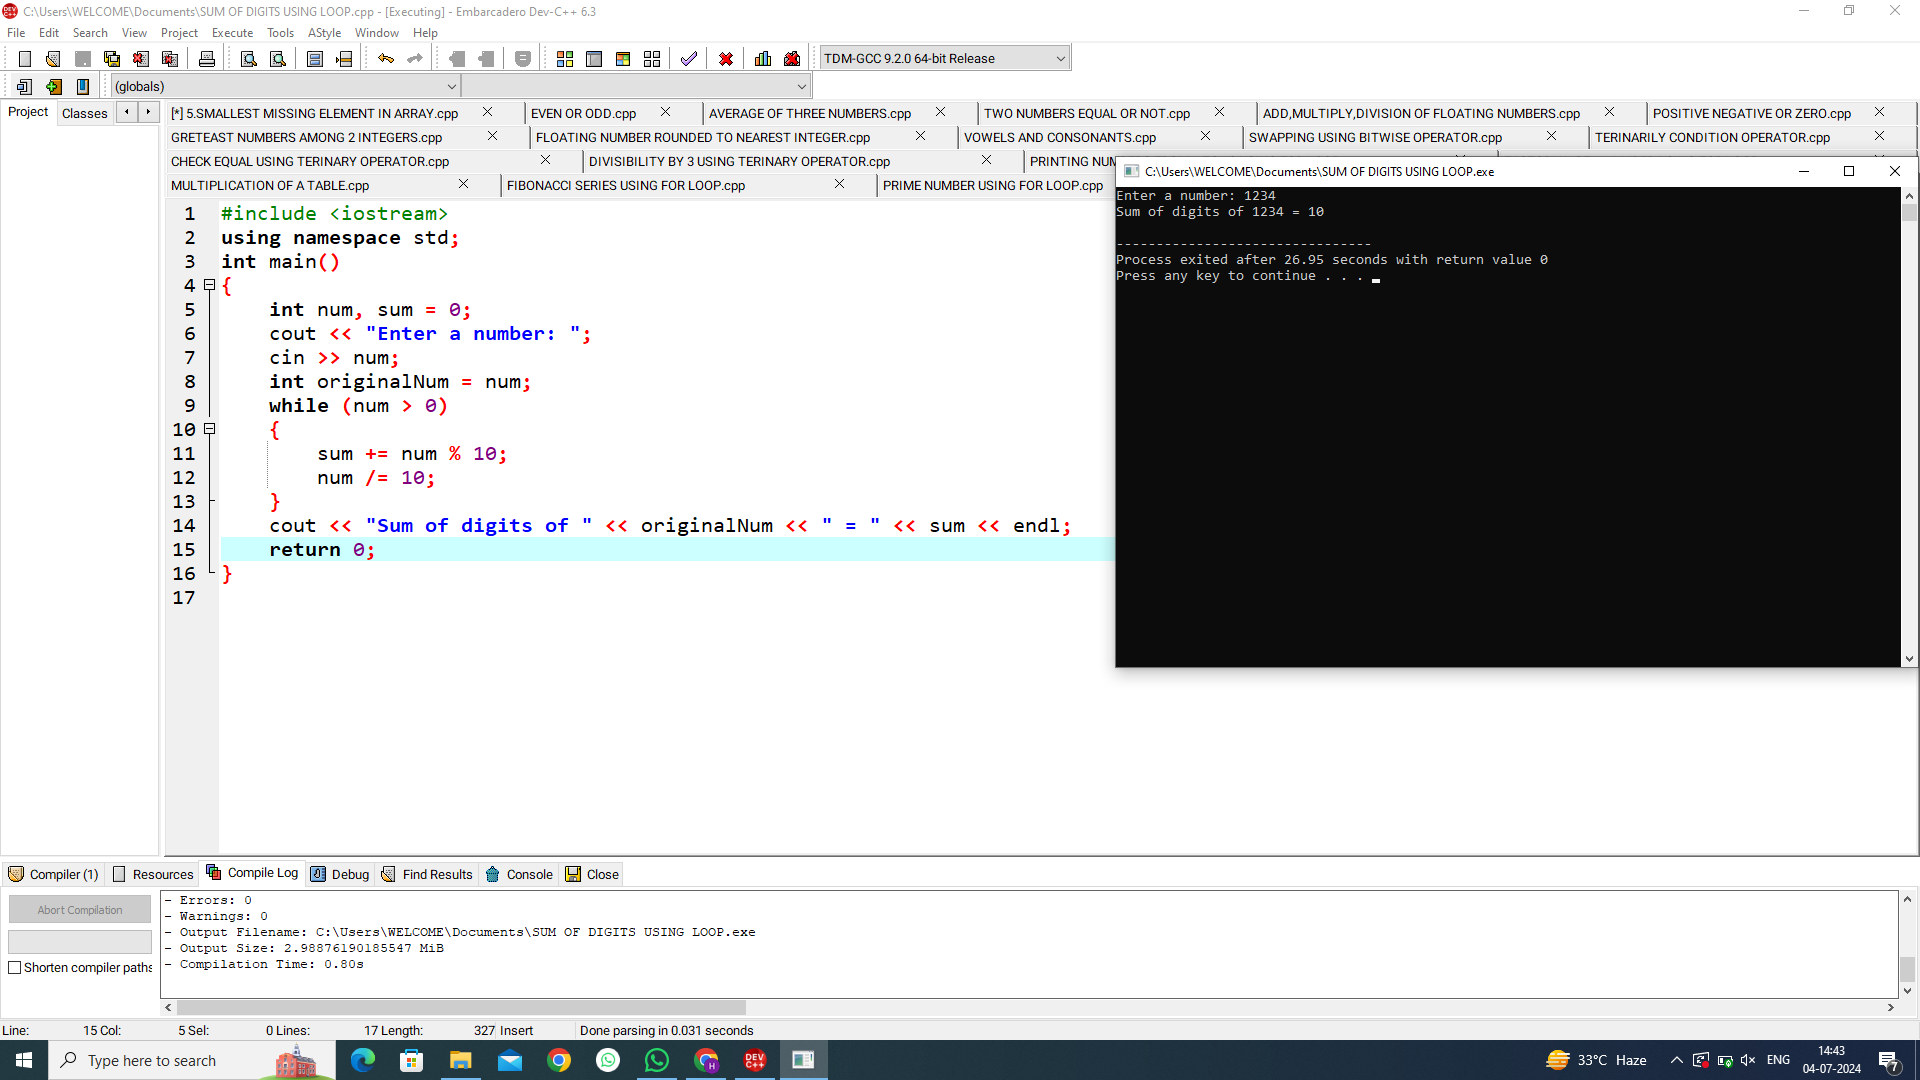 C:\Users\WELCOME\Documents\SUM OF DIGITS USING LOOP.cpp - [Executing] - Embarcadero Dev-C++ 6.3
File Edit Search View Project Execute Tools AStyle Window Help
TDM-GCC 9.2.0 64-bit Release
(globals)
Project Classes
[*] 5.SMALLEST MISSING ELEMENT IN ARRAY.cpp EVEN OR ODD.cpp AVERAGE OF THREE NUMBERS.cpp TWO NUMBERS EQUAL OR NOT.cpp ADD,MULTIPLY,DIVISION OF FLOATING NUMBERS.cpp POSITIVE NEGATIVE OR ZERO.cpp
GRETEAST NUMBERS AMONG 2 INTEGERS.cpp FLOATING NUMBER ROUNDED TO NEAREST INTEGER.cpp VOWELS AND CONSONANTS.cpp SWAPPING USING BITWISE OPERATOR.cpp TERINARILY CONDITION OPERATOR.cpp
CHECK EQUAL USING TERINARY OPERATOR.cpp DIVISIBILITY BY 3 USING TERINARY OPERATOR.cpp PRINTING NUM
MULTIPLICATION OF A TABLE.cpp FIBONACCI SERIES USING FOR LOOP.cpp PRIME NUMBER USING FOR LOOP.cpp
1 #include <iostream>
2 using namespace std;
3 int main()
4 {
5 int num, sum = 0;
6 cout << "Enter a number: ";
7 cin >> num;
8 int originalNum = num;
9 while (num > 0)
10 {
11 sum += num % 10;
12 num /= 10;
13 }
14 cout << "Sum of digits of " << originalNum << " = " << sum << endl;
15 return 0;
16 }
17
C:\Users\WELCOME\Documents\SUM OF DIGITS USING LOOP.exe
Enter a number: 1234
Sum of digits of 1234 = 10
--------------------------------
Process exited after 26.95 seconds with return value 0
Press any key to continue . . .
Compiler (1) Resources Compile Log Debug Find Results Console Close
Abort Compilation
Shorten compiler paths
- Errors: 0
- Warnings: 0
- Output Filename: C:\Users\WELCOME\Documents\SUM OF DIGITS USING LOOP.exe
- Output Size: 2.98876190185547 MiB
- Compilation Time: 0.80s
Line: 15 Col: 5 Sel: 0 Lines: 17 Length: 327 Insert Done parsing in 0.031 seconds
Type here to search
DEV C++
33°C Haze
ENG
14:43
04-07-2024
7